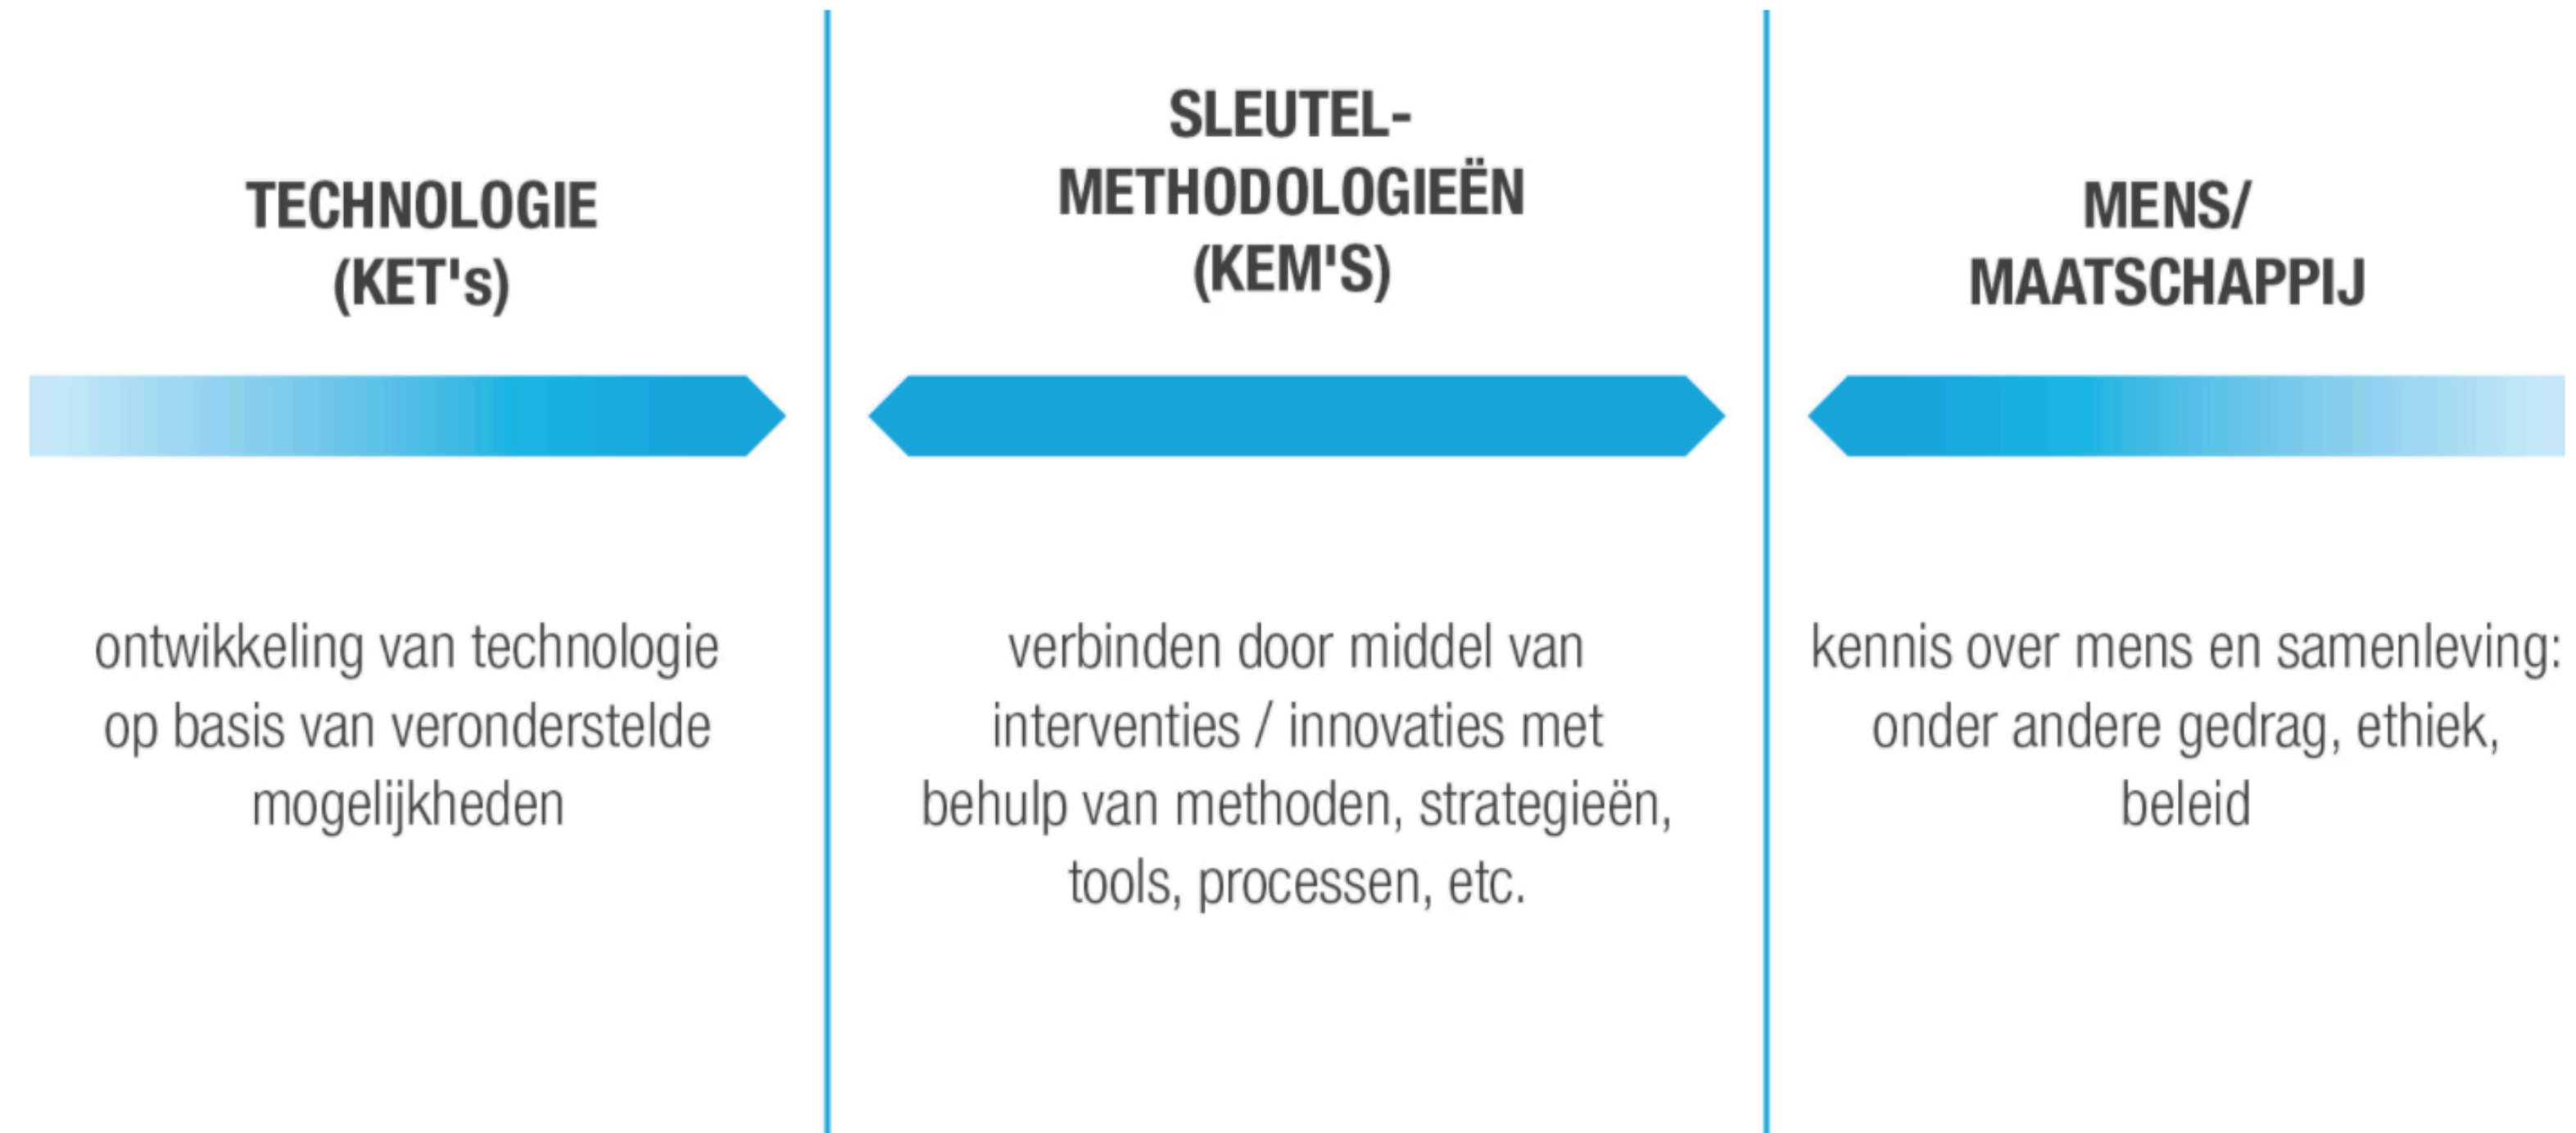 TECHNOLOGIE
(KET's)
ontwikkeling van technologie
op basis van veronderstelde
mogelijkheden
SLEUTEL-
METHODOLOGIEËN
(KEM'S)
verbinden door middel van
interventies / innovaties met
behulp van methoden, strategieën,
tools, processen, etc.
MENS/
MAATSCHAPPIJ
kennis over mens en samenleving:
onder andere gedrag, ethiek,
beleid